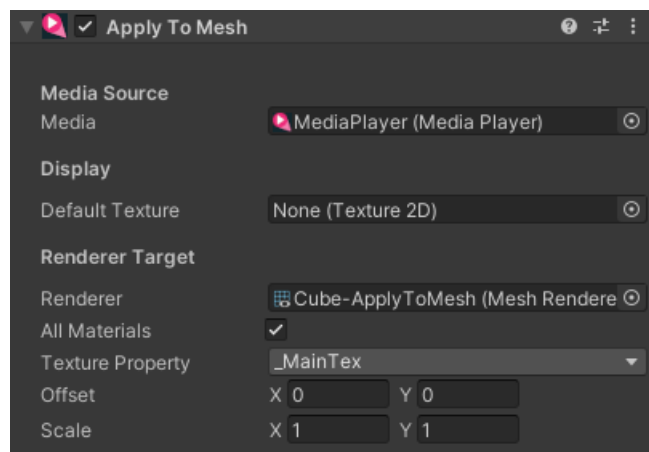 Apply To Mesh
Media Source
Media MediaPlayer (Media Player)
Display
Default Texture None (Texture 2D)
Renderer Target
Renderer Cube-ApplyToMesh (Mesh Rendere
All Materials
Texture Property _MainTex
Offset X 0 Y 0
Scale X 1 Y 1